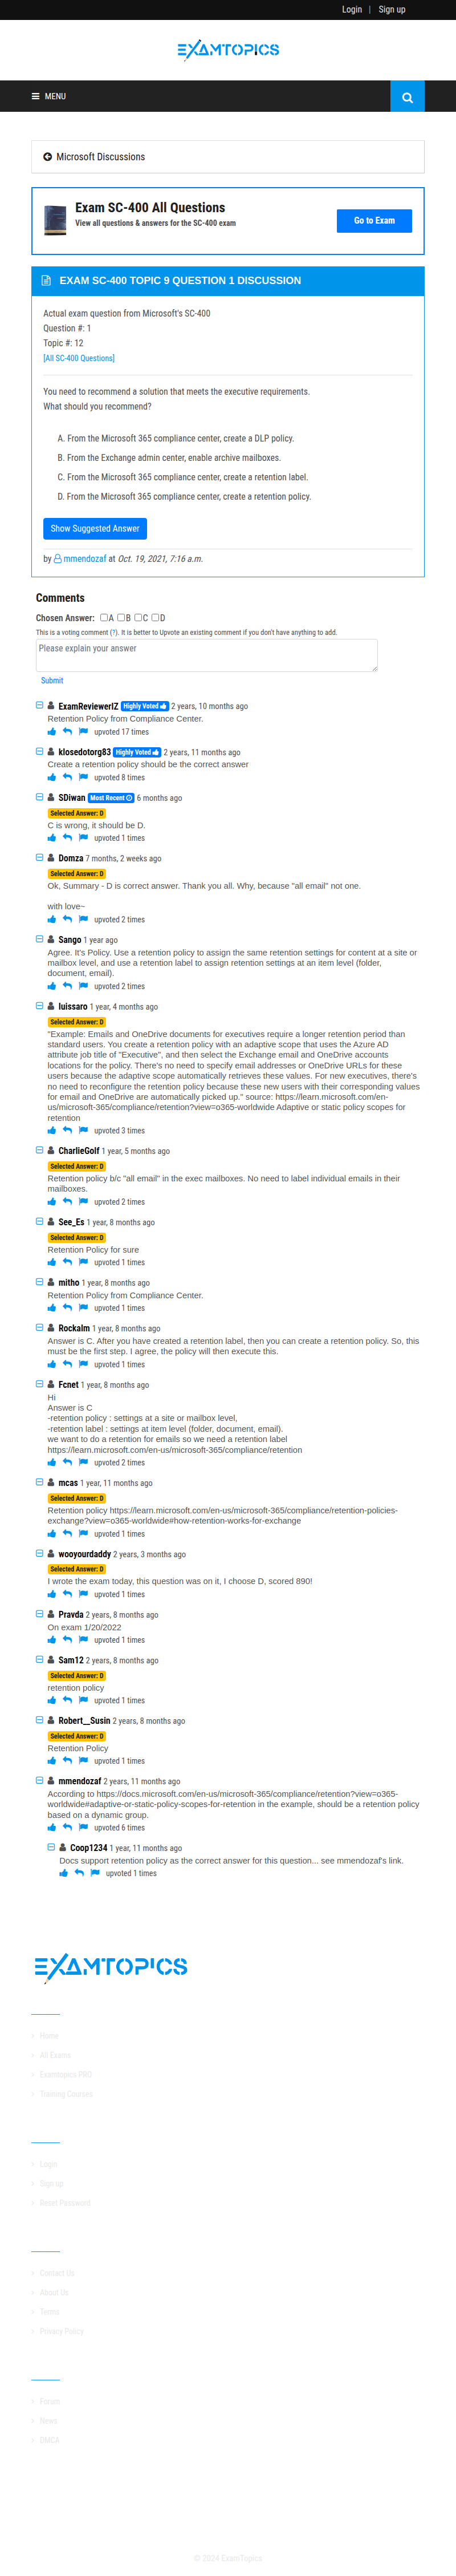 Login | Sign up
EXAMTOPICS
MENU
Microsoft Discussions
Exam SC-400 All Questions
View all questions & answers for the SC-400 exam
Go to Exam
EXAM SC-400 TOPIC 9 QUESTION 1 DISCUSSION
Actual exam question from Microsoft's SC-400
Question #: 1
Topic #: 12
[All SC-400 Questions]
You need to recommend a solution that meets the executive requirements.
What should you recommend?
A. From the Microsoft 365 compliance center, create a DLP policy.
B. From the Exchange admin center, enable archive mailboxes.
C. From the Microsoft 365 compliance center, create a retention label.
D. From the Microsoft 365 compliance center, create a retention policy.
Show Suggested Answer
by mmendozaf at Oct. 19, 2021, 7:16 a.m.
Comments
Chosen Answer: A B C D
This is a voting comment (?). It is better to Upvote an existing comment if you don't have anything to add.
Please explain your answer
Submit
ExamReviewerIZ Highly Voted 2 years, 10 months ago
Retention Policy from Compliance Center.
upvoted 17 times
klosedotorg83 Highly Voted 2 years, 11 months ago
Create a retention policy should be the correct answer
upvoted 8 times
SDiwan Most Recent 6 months ago
Selected Answer: D
C is wrong, it should be D.
upvoted 1 times
Domza 7 months, 2 weeks ago
Selected Answer: D
Ok, Summary - D is correct answer. Thank you all. Why, because "all email" not one.
with love~
upvoted 2 times
Sango 1 year ago
Agree. It's Policy. Use a retention policy to assign the same retention settings for content at a site or
mailbox level, and use a retention label to assign retention settings at an item level (folder,
document, email).
upvoted 2 times
luissaro 1 year, 4 months ago
Selected Answer: D
"Example: Emails and OneDrive documents for executives require a longer retention period than
standard users. You create a retention policy with an adaptive scope that uses the Azure AD
attribute job title of "Executive", and then select the Exchange email and OneDrive accounts
locations for the policy. There's no need to specify email addresses or OneDrive URLs for these
users because the adaptive scope automatically retrieves these values. For new executives, there's
no need to reconfigure the retention policy because these new users with their corresponding values
for email and OneDrive are automatically picked up." source: https://learn.microsoft.com/en-
us/microsoft-365/compliance/retention?view=o365-worldwide Adaptive or static policy scopes for
retention
upvoted 3 times
CharlieGolf 1 year, 5 months ago
Selected Answer: D
Retention policy b/c "all email" in the exec mailboxes. No need to label individual emails in their
mailboxes.
upvoted 2 times
See_Es 1 year, 8 months ago
Selected Answer: D
Retention Policy for sure
upvoted 1 times
mitho 1 year, 8 months ago
Retention Policy from Compliance Center.
upvoted 1 times
Rockalm 1 year, 8 months ago
Answer is C. After you have created a retention label, then you can create a retention policy. So, this
must be the first step. I agree, the policy will then execute this.
upvoted 1 times
Fcnet 1 year, 8 months ago
Hi
Answer is C
-retention policy : settings at a site or mailbox level,
-retention label : settings at item level (folder, document, email).
we want to do a retention for emails so we need a retention label
https://learn.microsoft.com/en-us/microsoft-365/compliance/retention
upvoted 2 times
mcas 1 year, 11 months ago
Selected Answer: D
Retention policy https://learn.microsoft.com/en-us/microsoft-365/compliance/retention-policies-
exchange?view=o365-worldwide#how-retention-works-for-exchange
upvoted 1 times
wooyourdaddy 2 years, 3 months ago
Selected Answer: D
I wrote the exam today, this question was on it, I choose D, scored 890!
upvoted 1 times
Pravda 2 years, 8 months ago
On exam 1/20/2022
upvoted 1 times
Sam12 2 years, 8 months ago
Selected Answer: D
retention policy
upvoted 1 times
Robert__Susin 2 years, 8 months ago
Selected Answer: D
Retention Policy
upvoted 1 times
mmendozaf 2 years, 11 months ago
According to https://docs.microsoft.com/en-us/microsoft-365/compliance/retention?view=o365-
worldwide#adaptive-or-static-policy-scopes-for-retention in the example, should be a retention policy
based on a dynamic group.
upvoted 6 times
Coop1234 1 year, 11 months ago
Docs support retention policy as the correct answer for this question... see mmendozaf's link.
upvoted 1 times
EXAMTOPICS
Home
All Exams
Examtopics PRO
Training Courses
Login
Sign up
Reset Password
Contact Us
About Us
Terms
Privacy Policy
Forum
News
DMCA
© 2024 ExamTopics